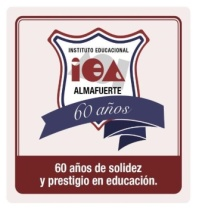 INSTITUTO EDUCACIONAL
iEA
ALMAFUERTE
60 años
60 años de solidez
y prestigio en educación.